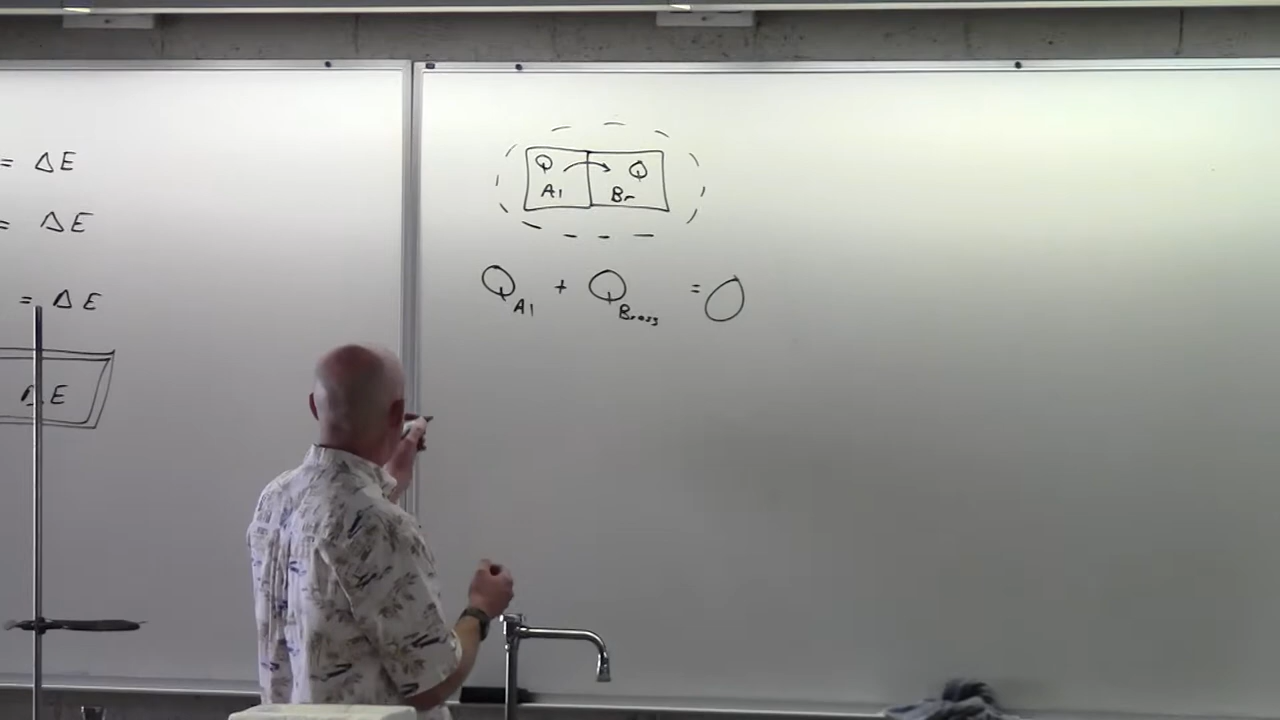 = ΔE
= ΔE
= ΔE
ΔE
Q Q
Al Br
Q_Al + Q_Brass = 0